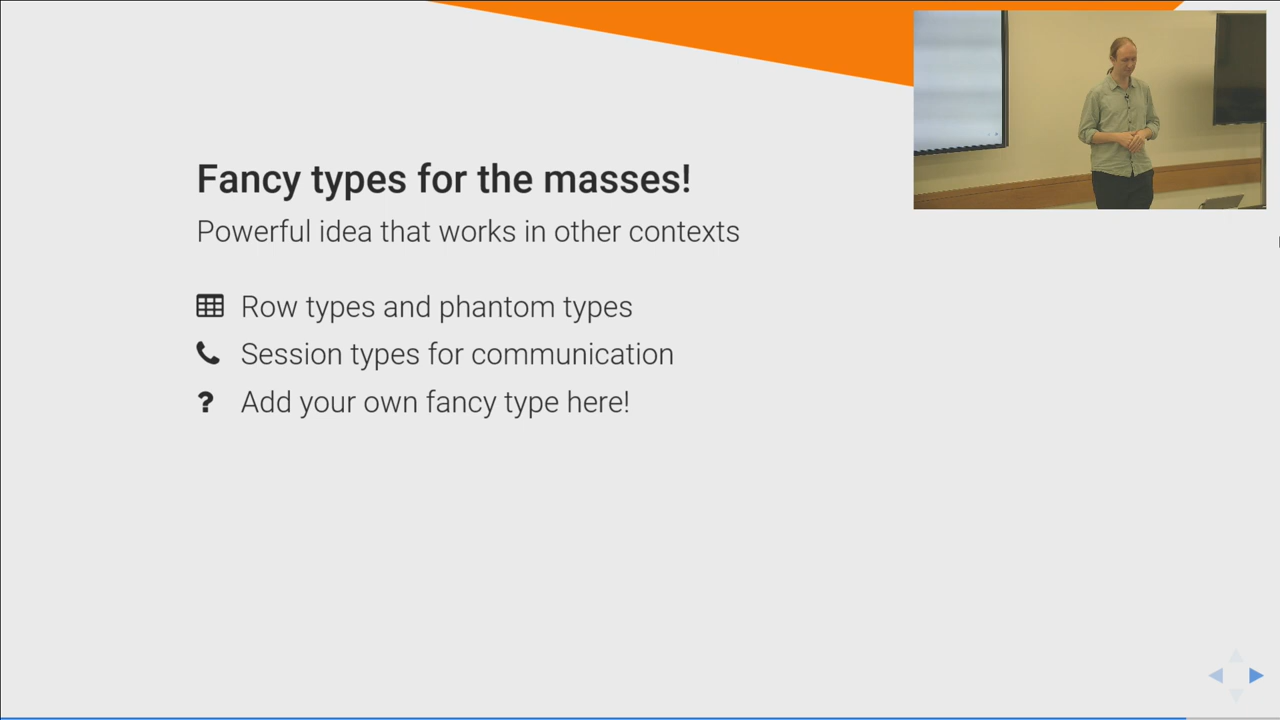 Fancy types for the masses!
Powerful idea that works in other contexts
Row types and phantom types
Session types for communication
? Add your own fancy type here!